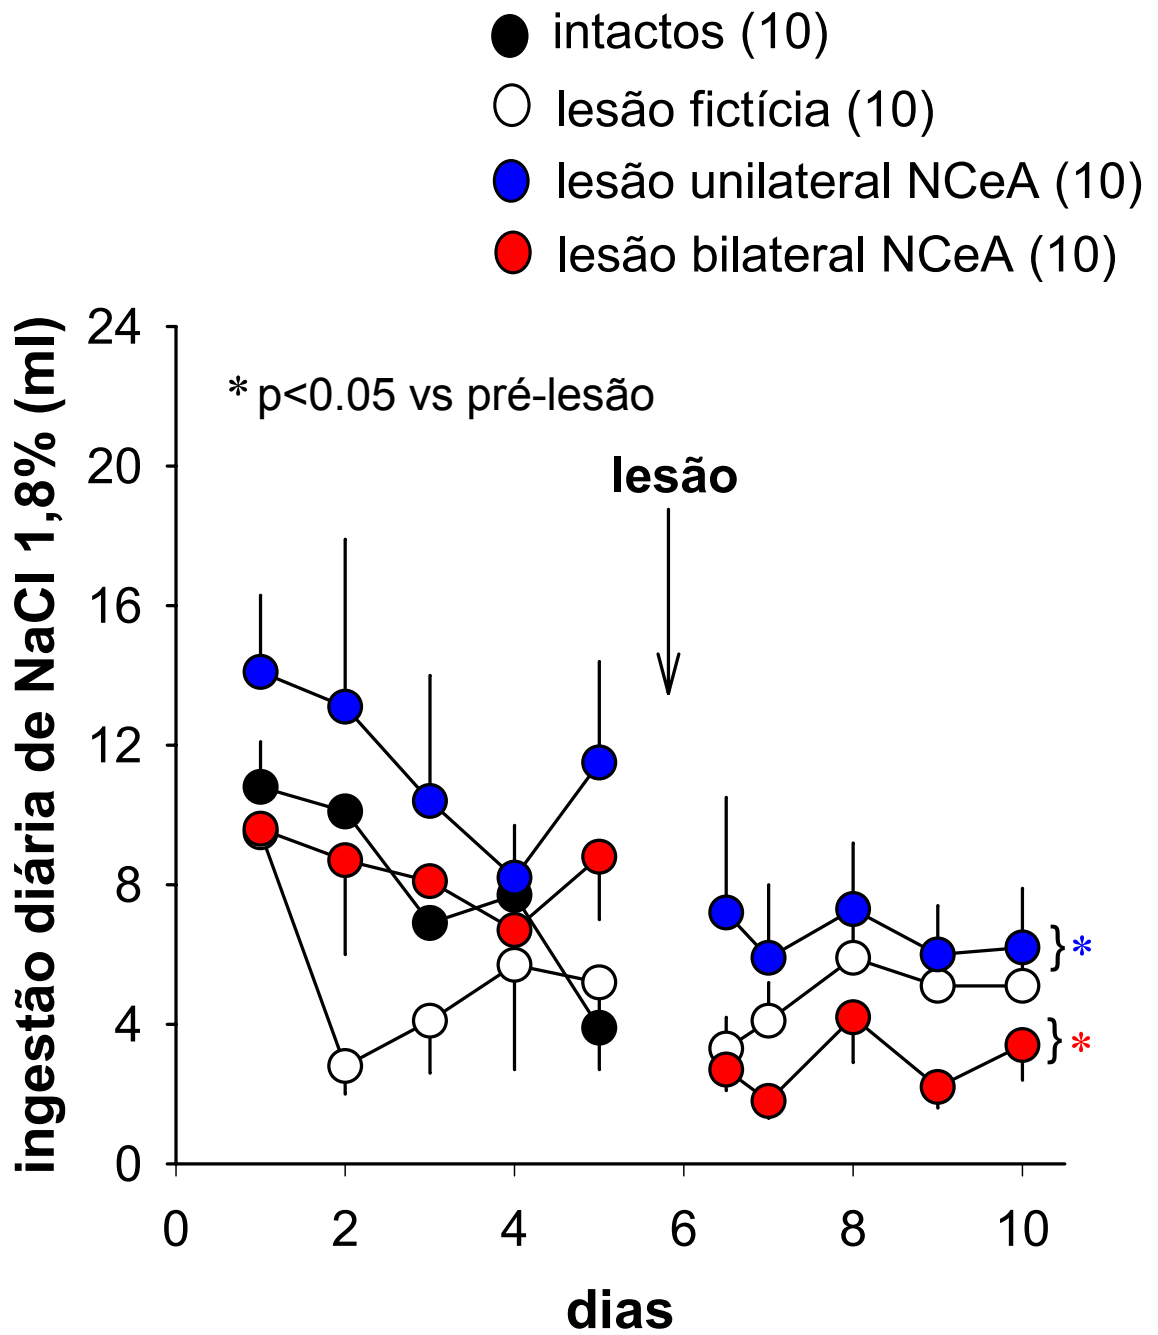 intactos (10)
lesão fictícia (10)
lesão unilateral NCeA (10)
lesão bilateral NCeA (10)
ingestão diária de NaCl 1,8% (ml)
24
20
16
12
8
4
0
* p<0.05 vs pré-lesão
lesão
} *
} *
0 2 4 6 8 10
dias